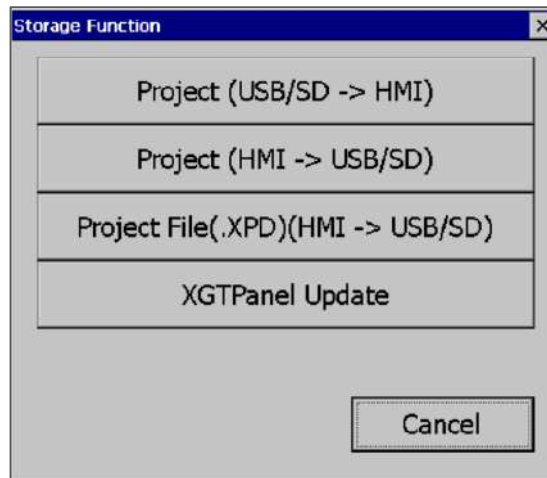 Storage Function
Project (USB/SD -> HMI)
Project (HMI -> USB/SD)
Project File(.XPD)(HMI -> USB/SD)
XGTPanel Update
Cancel